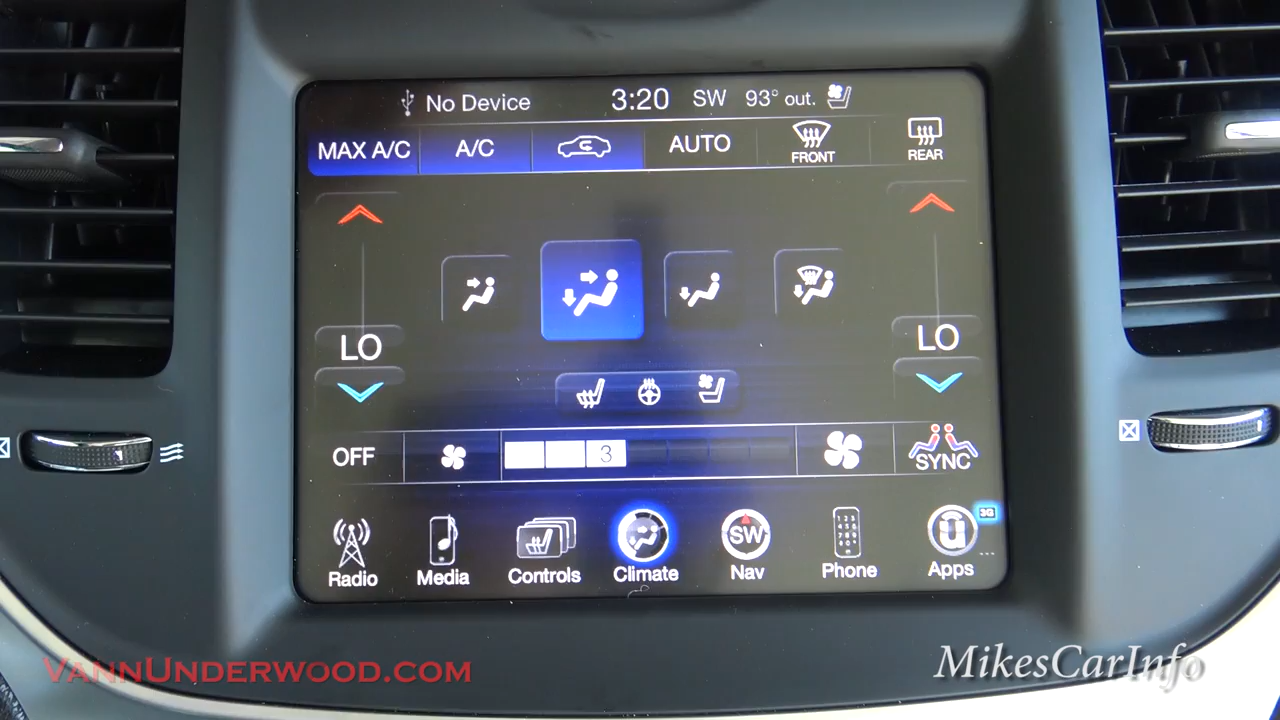 No Device 3:20 SW 93° out.
MAX A/C A/C AUTO FRONT REAR
LO LO
OFF 3 SYNC
SW 3G
Radio Media Controls Climate Nav Phone Apps
VANNUNDERWOOD.COM MikesCarInfo